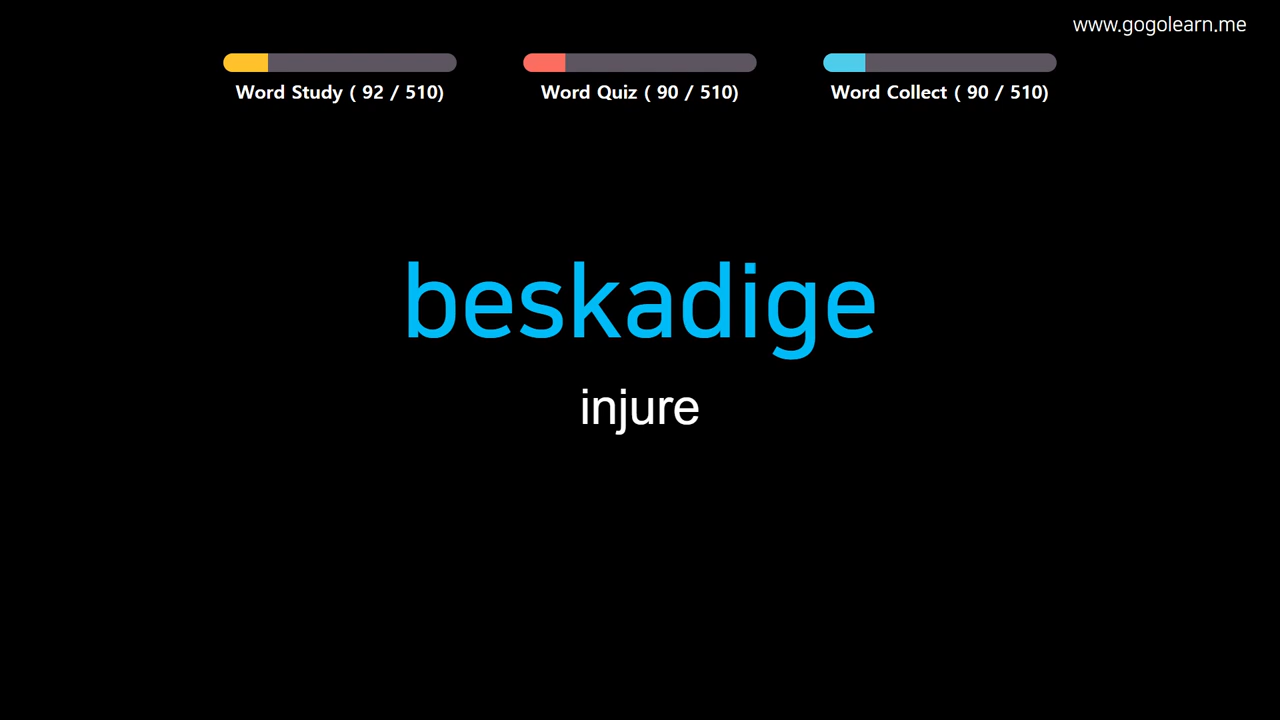 www.gogolearn.me
Word Study ( 92 / 510)
Word Quiz ( 90 / 510)
Word Collect ( 90 / 510)
beskadige
injure